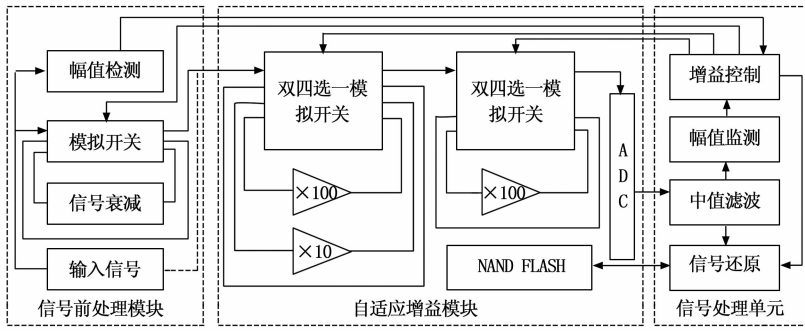 幅值检测
模拟开关
信号衰减
输入信号
信号前处理模块
双四选一模
拟开关
×100
×10
双四选一模
拟开关
×100
A
D
C
NAND FLASH
自适应增益模块
增益控制
幅值监测
中值滤波
信号还原
信号处理单元